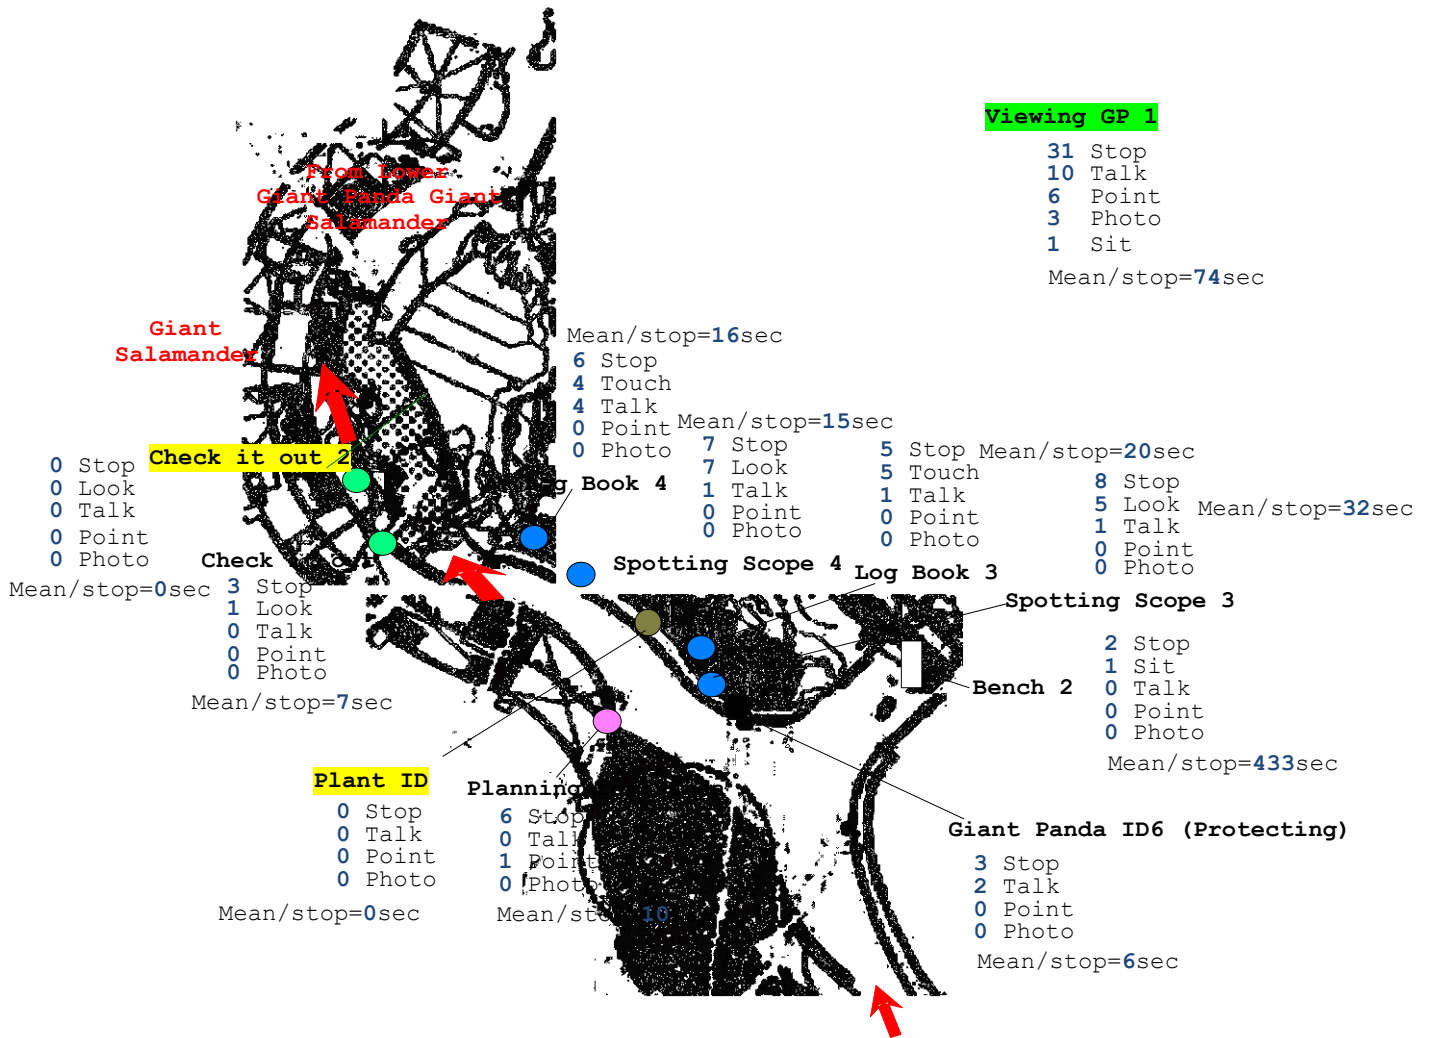 Viewing GP 1
31 Stop
10 Talk
6 Point
3 Photo
1 Sit
Mean/stop=74sec
From Lower
Giant Panda Giant
Salamander
Giant
Salamander
Mean/stop=16sec
6 Stop
4 Touch
4 Talk
0 Point
0 Photo
Book 4
Mean/stop=15sec
7 Stop
7 Look
1 Talk
0 Point
0 Photo
Spotting Scope 4
5 Stop
5 Touch
1 Talk
0 Point
0 Photo
Mean/stop=20sec
Log Book 3
8 Stop
5 Look
1 Talk
0 Point
0 Photo
Mean/stop=32sec
Spotting Scope 3
Check it out 2
0 Stop
0 Look
0 Talk
0 Point
0 Photo
Mean/stop=0sec
Check
3 Stop
1 Look
0 Talk
0 Point
0 Photo
Mean/stop=7sec
2 Stop
1 Sit
0 Talk
0 Point
0 Photo
Mean/stop=433sec
Bench 2
Plant ID
0 Stop
0 Talk
0 Point
0 Photo
Mean/stop=0sec
Planning
6 Stop
0 Talk
1 Point
0 Photo
Mean/stop 10
Giant Panda ID6 (Protecting)
3 Stop
2 Talk
0 Point
0 Photo
Mean/stop=6sec